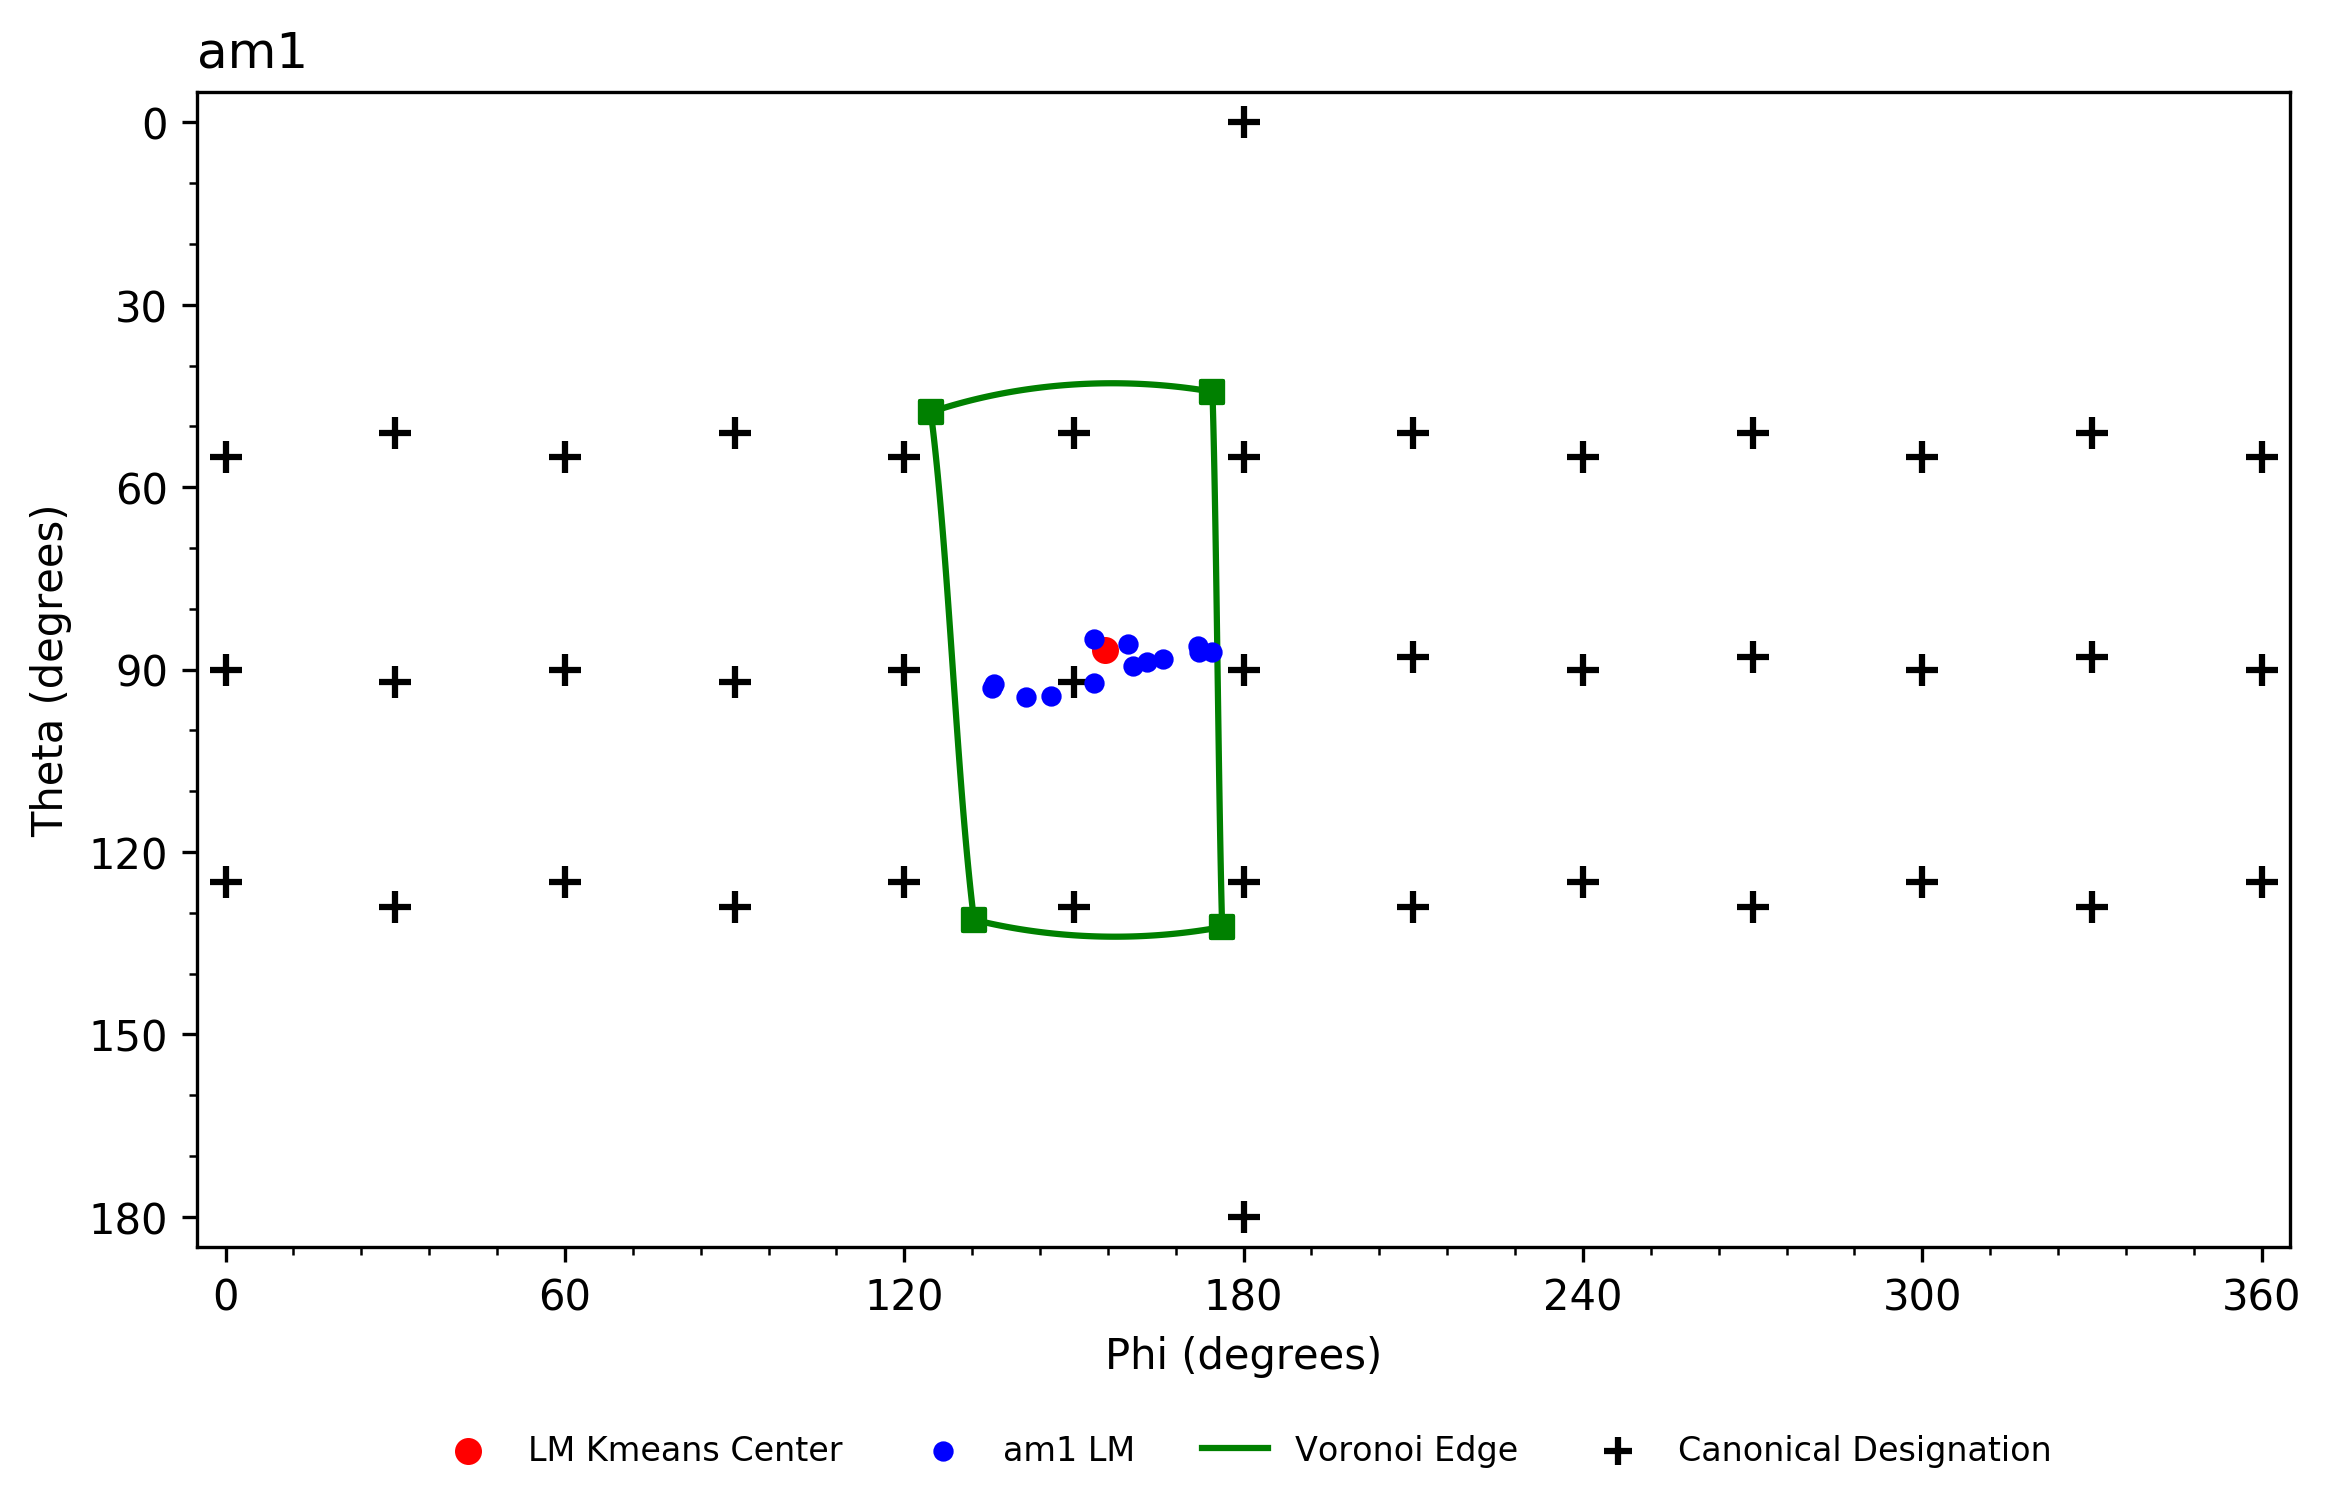 am1
0
30
60
90
120
150
180
Theta (degrees)
0 60 120 180 240 300 360
Phi (degrees)
LM Kmeans Center am1 LM Voronoi Edge Canonical Designation